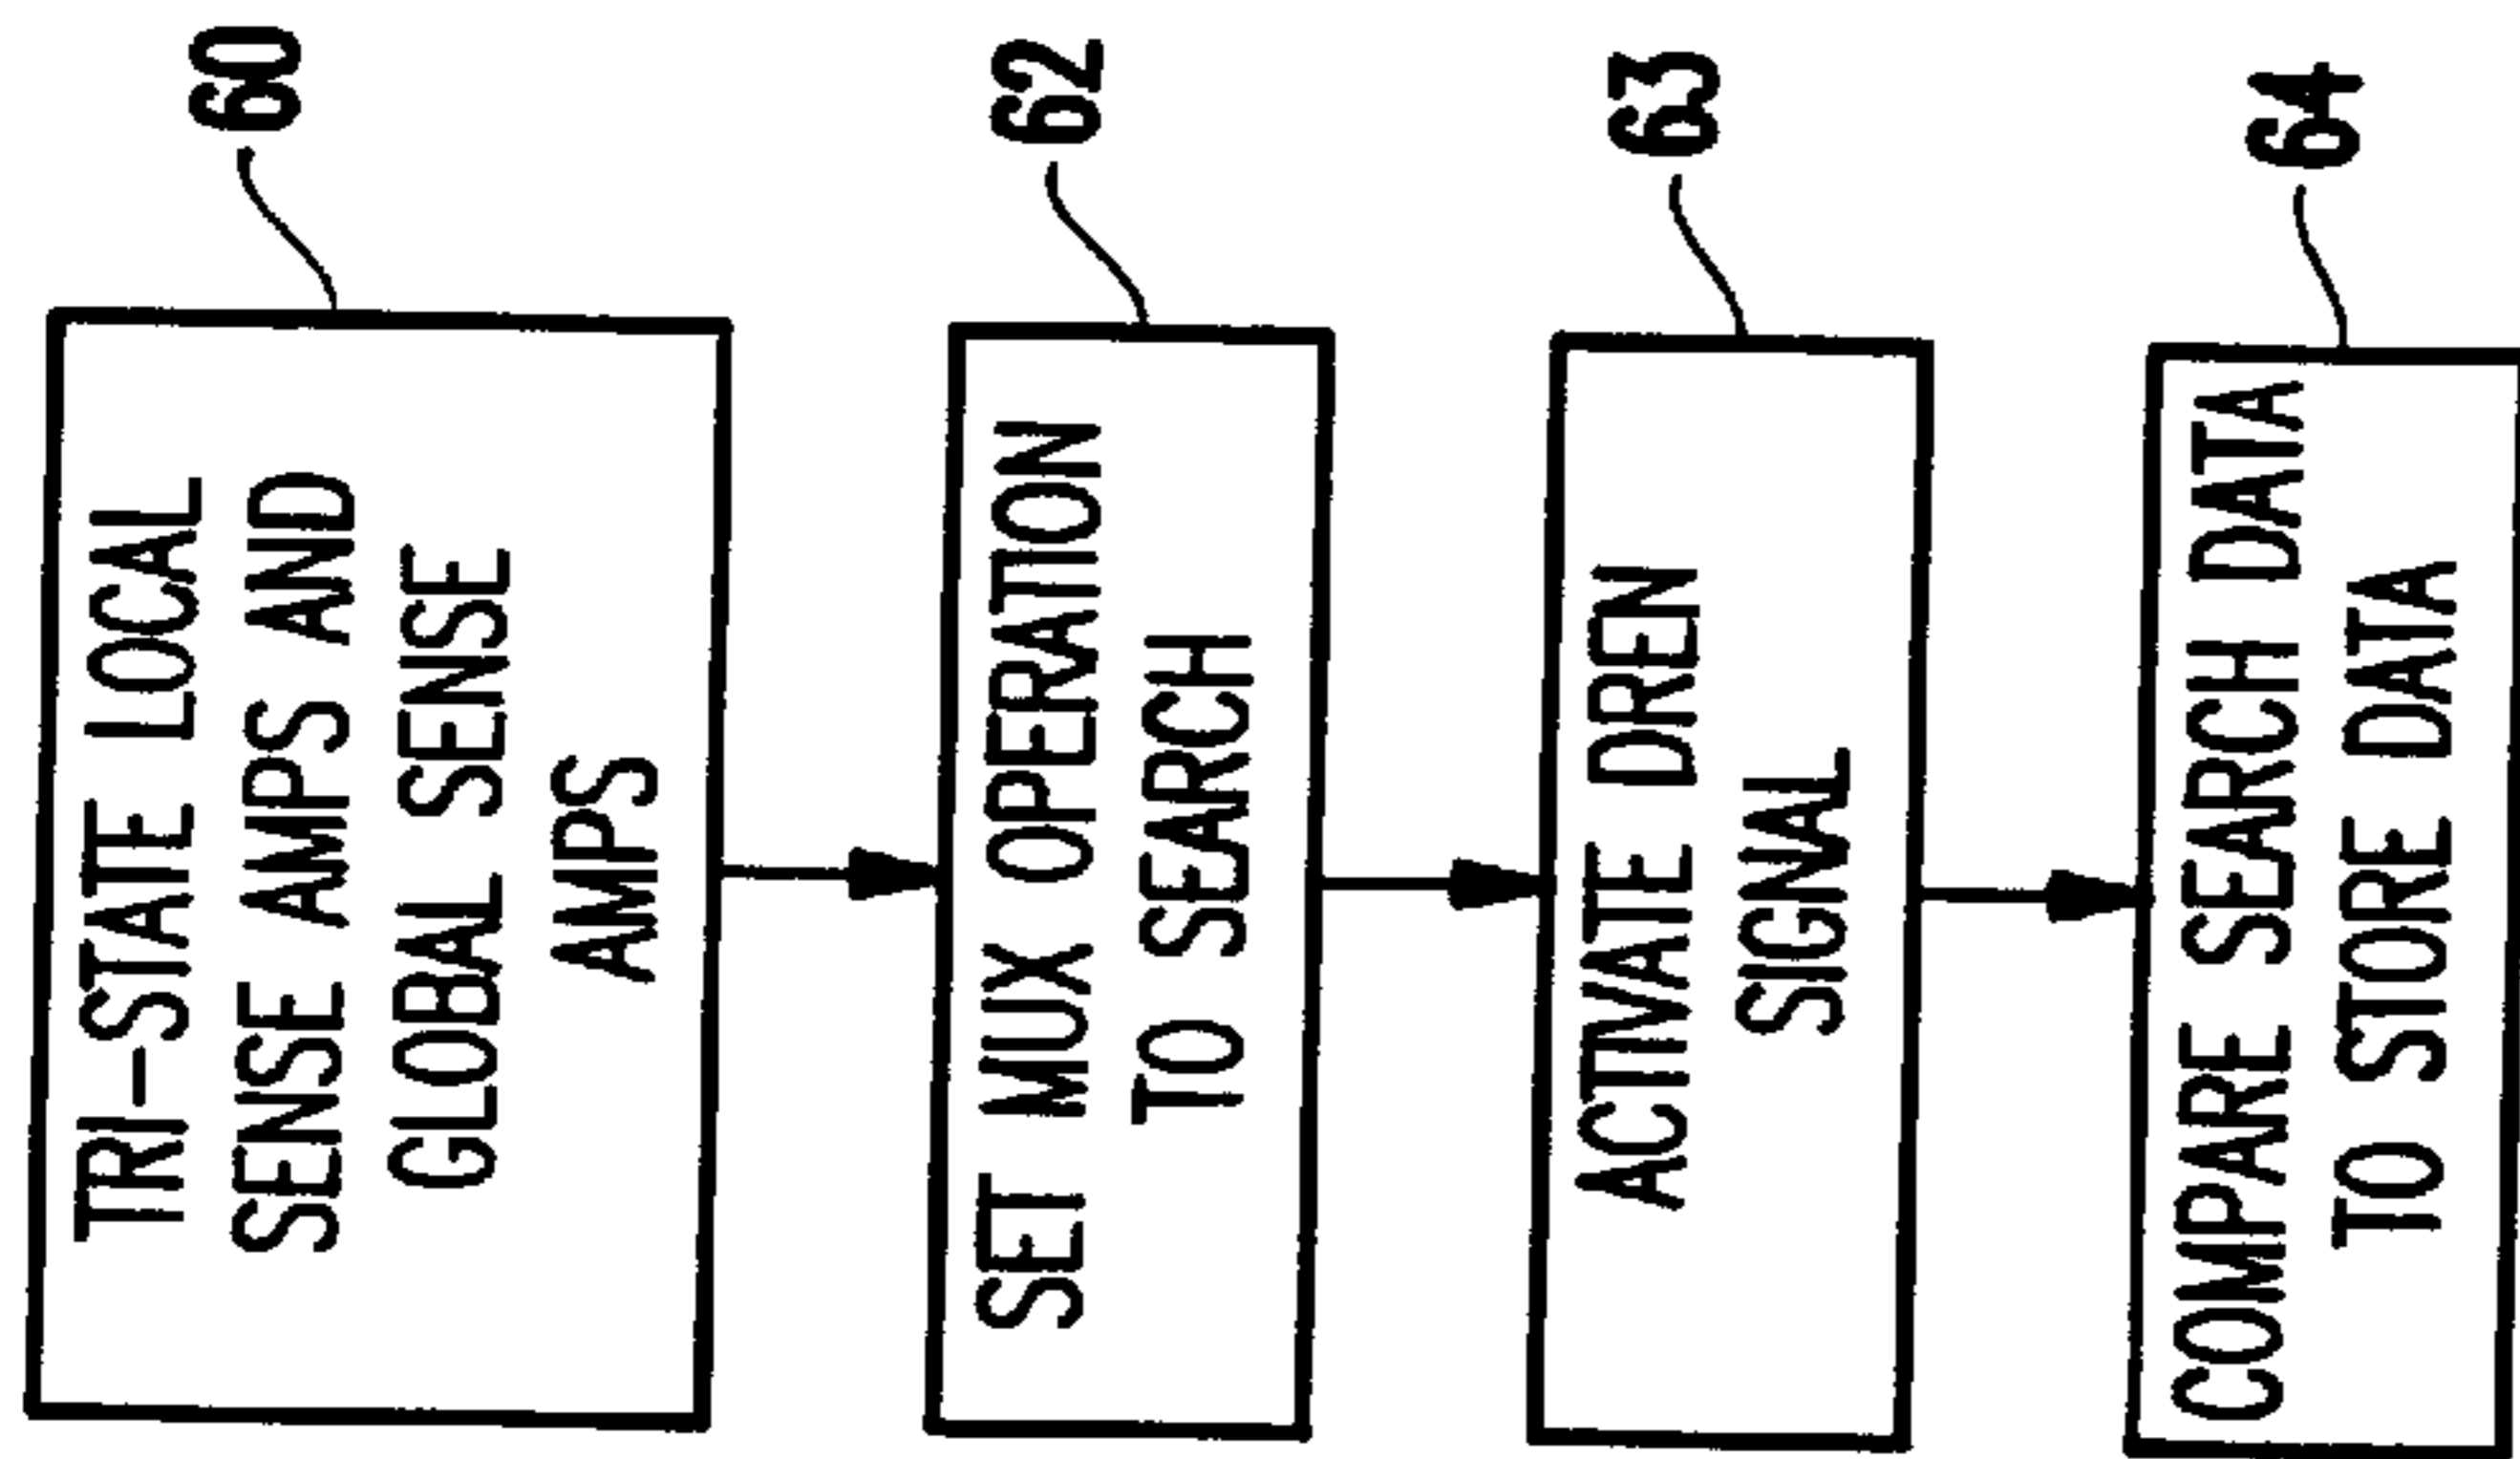 60
TRI-STATE LOCAL
SENSE AMPS AND
GLOBAL SENSE
AMPS
62
SET MUX OPERATION
TO SEARCH
63
ACTIVATE DREN
SIGNAL
64
COMPARE SEARCH DATA
TO STORE DATA